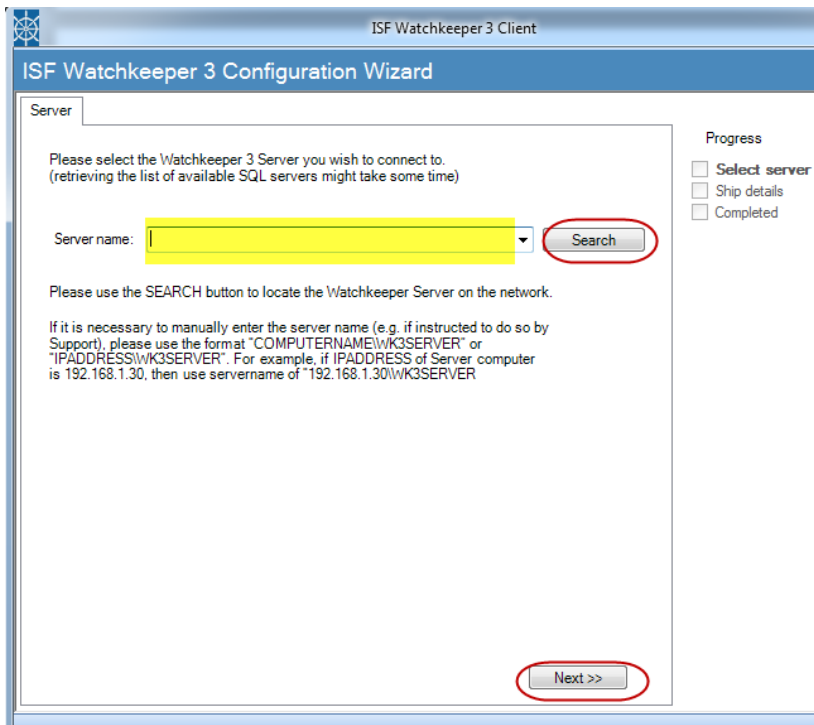 ISF Watchkeeper 3 Client
ISF Watchkeeper 3 Configuration Wizard
Server
Please select the Watchkeeper 3 Server you wish to connect to.
(retrieving the list of available SQL servers might take some time)
Server name:
Search
Please use the SEARCH button to locate the Watchkeeper Server on the network.
If it is necessary to manually enter the server name (e.g. if instructed to do so by
Support), please use the format "COMPUTERNAME\WK3SERVER" or
"IPADDRESS\WK3SERVER". For example, if IPADDRESS of Server computer
is 192.168.1.30, then use servername of "192.168.1.30\WK3SERVER
Next >>
Progress
Select server
Ship details
Completed